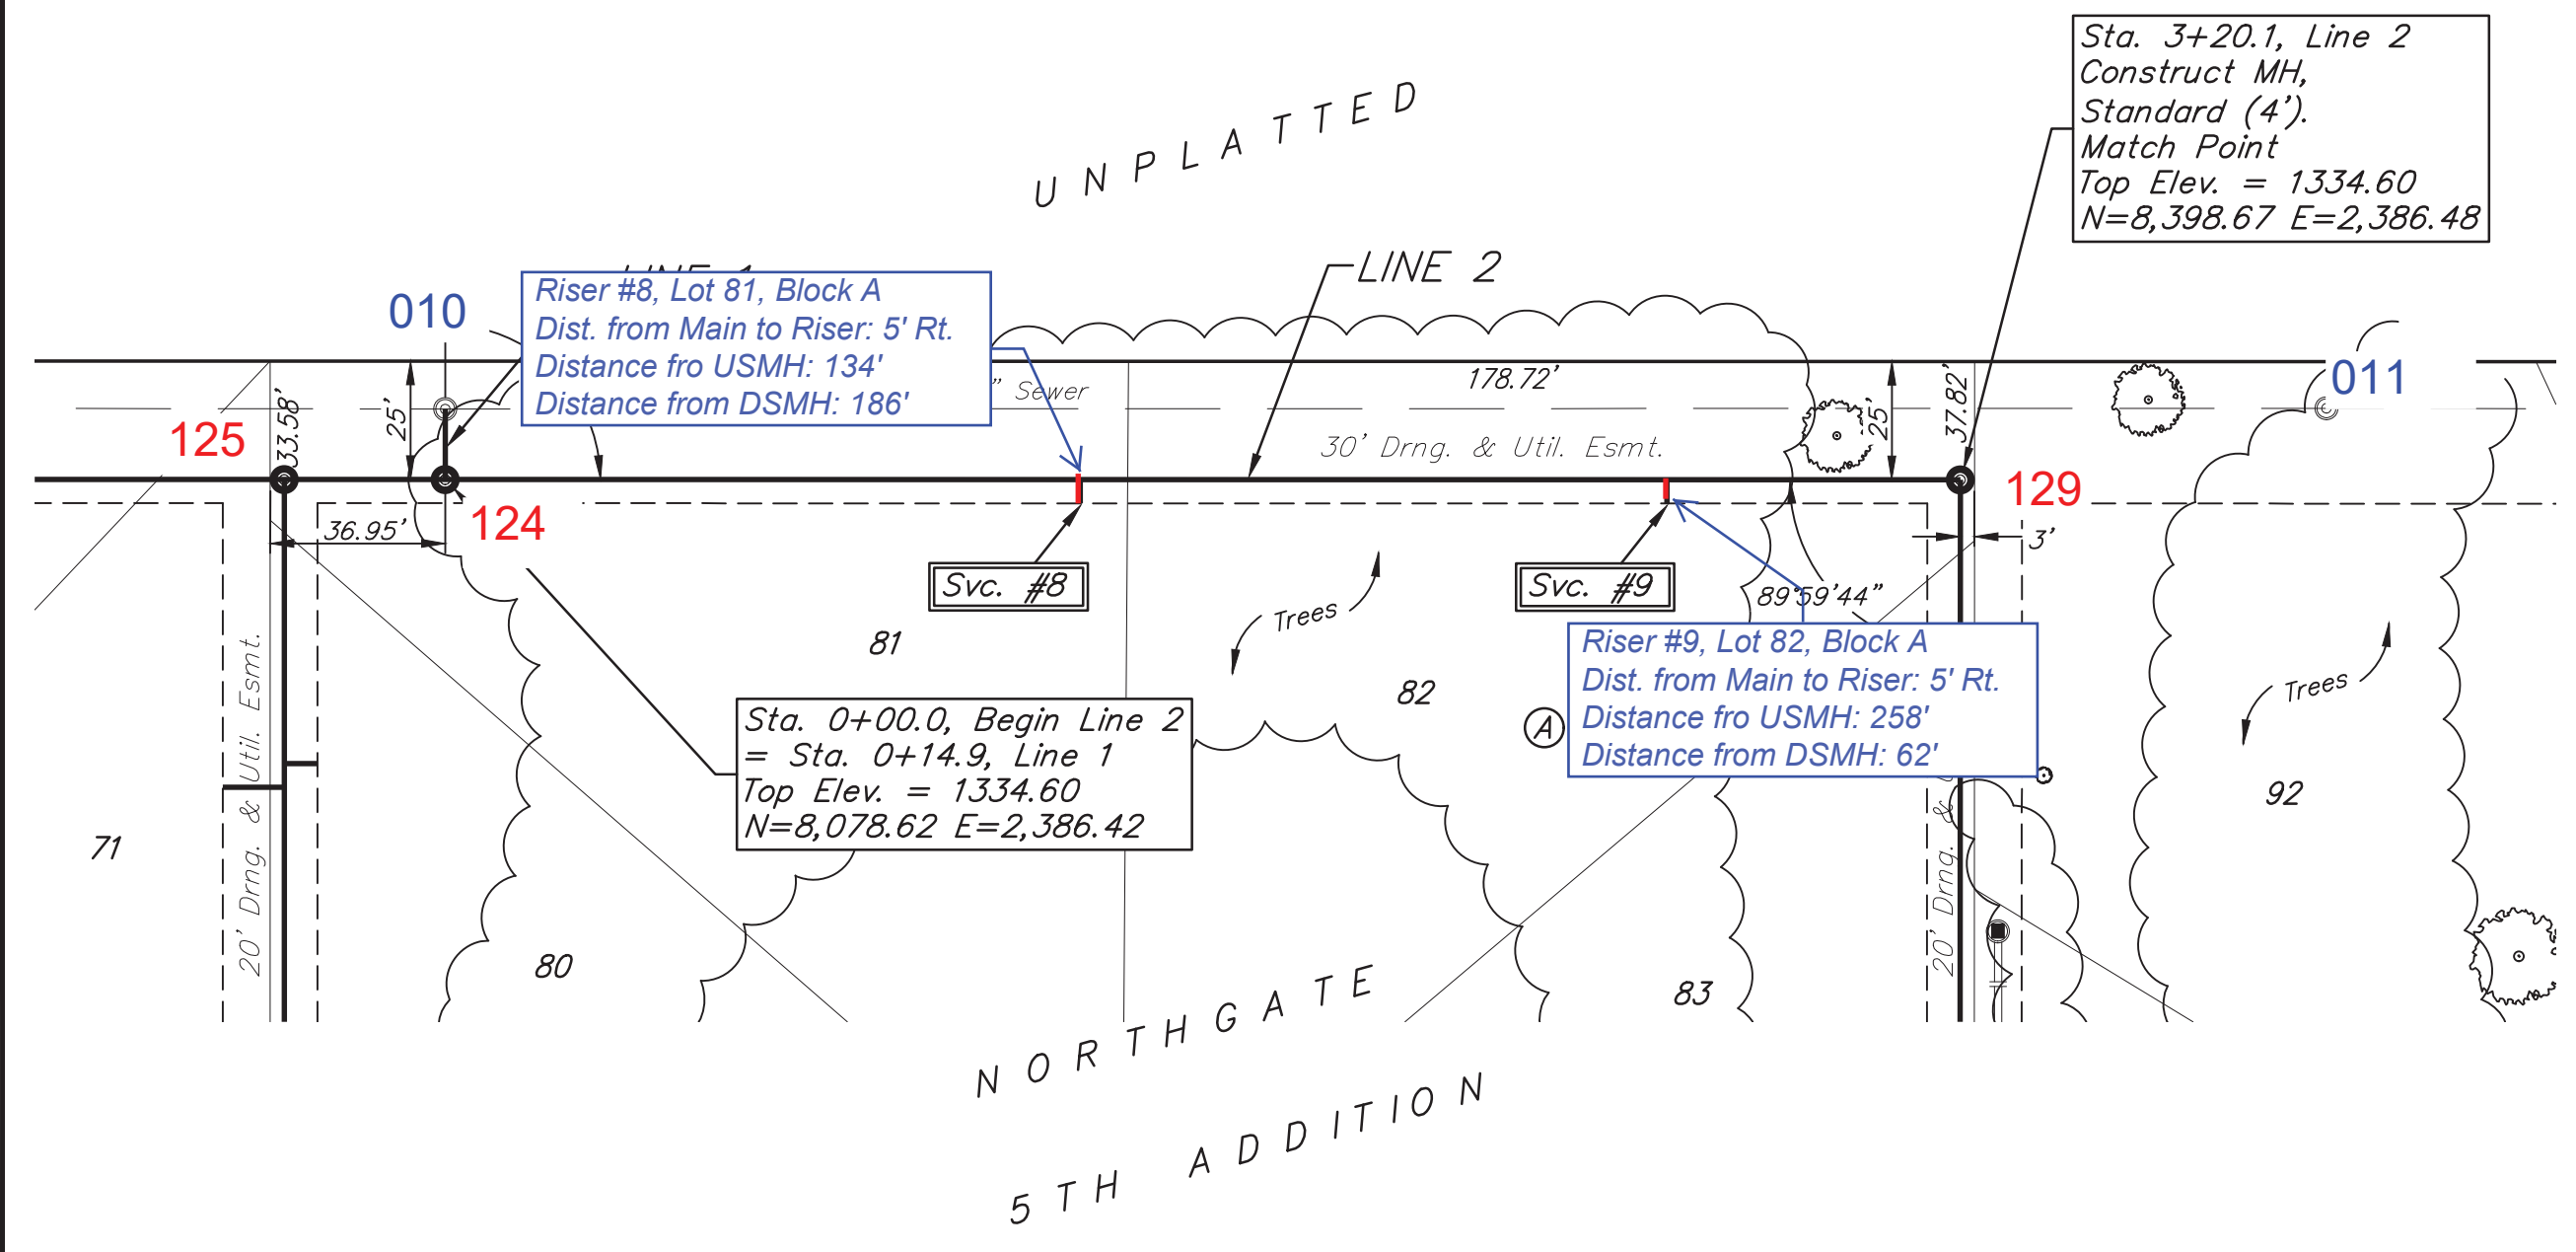 Sta. 3+20.1, Line 2
Construct MH,
Standard (4').
Match Point
Top Elev. = 1334.60
N=8,398.67 E=2,386.48
UNPLATTED
LINE 2
010
Riser #8, Lot 81, Block A
Dist. from Main to Riser: 5' Rt.
Distance fro USMH: 134'
Distance from DSMH: 186'
" Sewer
178.72'
011
125
33.58'
25'
30' Drng. & Util. Esmt.
25'
37.82'
124
36.95'
129
3'
Svc. #8
Svc. #9
89°59'44"
Trees
81
82
Riser #9, Lot 82, Block A
Dist. from Main to Riser: 5' Rt.
Distance fro USMH: 258'
Distance from DSMH: 62'
A
Trees
Sta. 0+00.0, Begin Line 2
= Sta. 0+14.9, Line 1
Top Elev. = 1334.60
N=8,078.62 E=2,386.42
20' Drng. & Util. Esmt.
71
92
80
83
20' Drng. &
NORTHGATE
5TH ADDITION